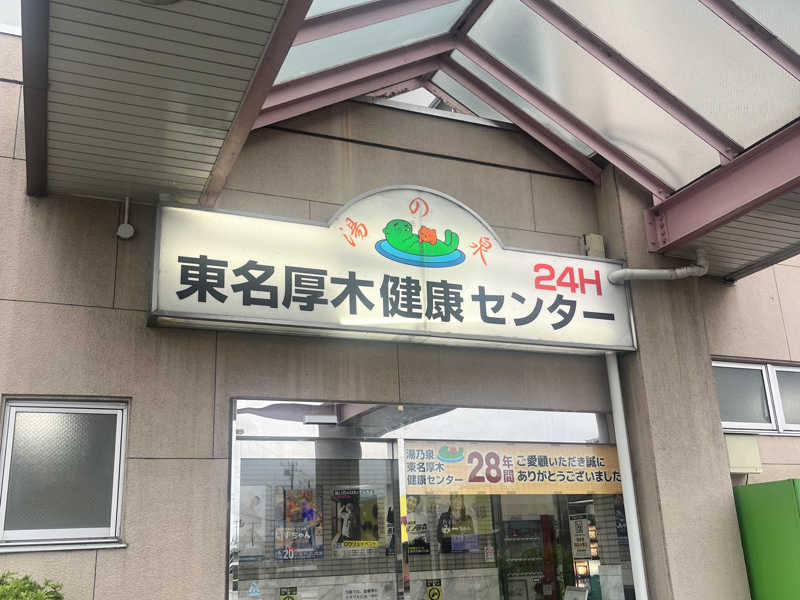 湯の泉
24H
東名厚木健康センター
湯乃泉
東名厚木
健康センター
28年間
ご愛顧いただき誠に
ありがとうございました